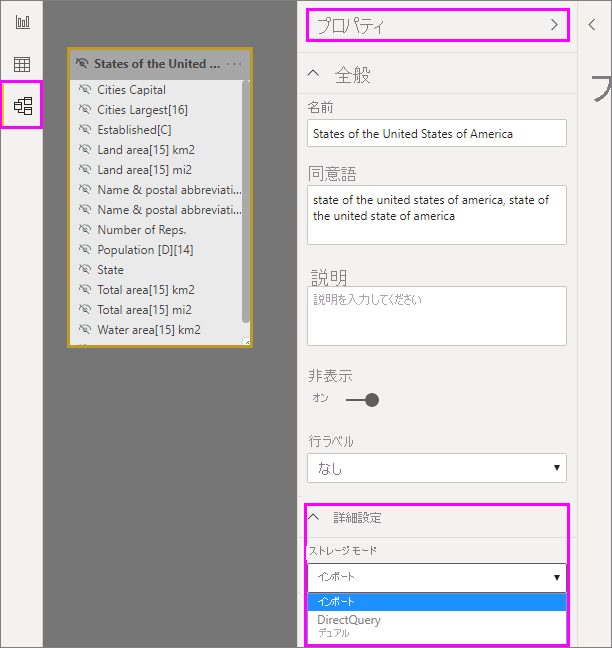 States of the United ...
Cities Capital
Cities Largest[16]
Established[C]
Land area[15] km2
Land area[15] mi2
Name & postal abbreviati...
Name & postal abbreviati...
Number of Reps.
Population [D][14]
State
Total area[15] km2
Total area[15] mi2
Water area[15] km2
プロパティ
全般
名前
States of the United States of America
同意語
state of the united states of america, state of
the united state of america
説明
説明を入力してください
非表示
オン
行ラベル
なし
詳細設定
ストレージ モード
インポート
インポート
DirectQuery
デュアル